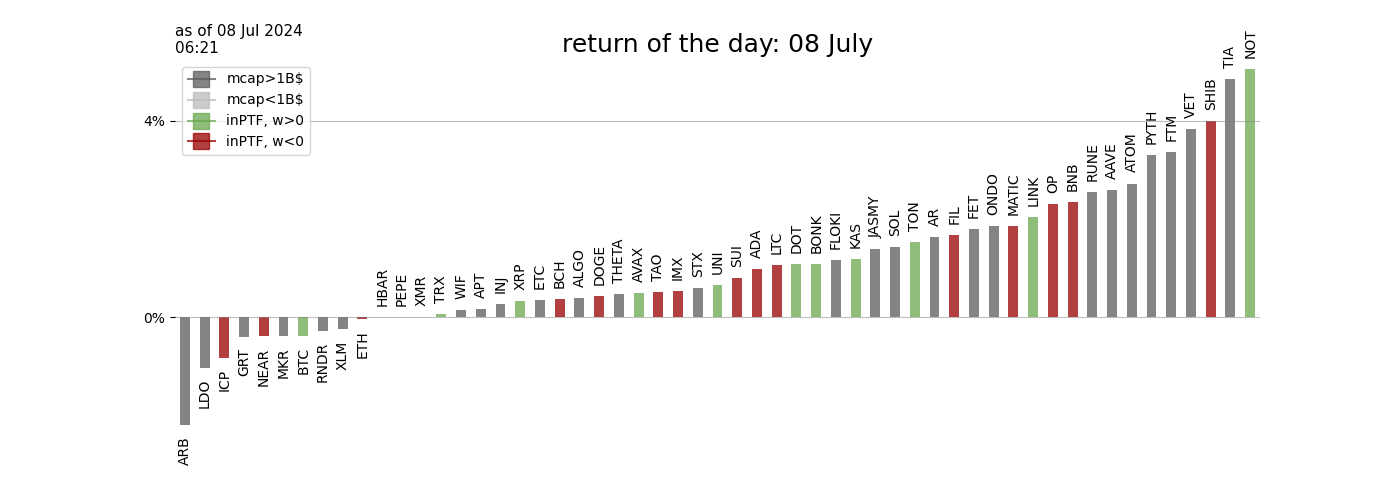 as of 08 Jul 2024
06:21
return of the day: 08 July
mcap>1B$
mcap<1B$
inPTF, w>0
inPTF, w<0
4%
0%
ARB
LDO
ICP
GRT
NEAR
MKR
BTC
RNDR
XLM
ETH
HBAR
PEPE
XMR
TRX
WIF
APT
INJ
XRP
ETC
BCH
ALGO
DOGE
THETA
AVAX
TAO
IMX
STX
UNI
SUI
ADA
LTC
DOT
BONK
FLOKI
KAS
JASMY
SOL
TON
AR
FIL
FET
ONDO
MATIC
LINK
OP
BNB
RUNE
AAVE
ATOM
PYTH
FTM
VET
SHIB
TIA
NOT